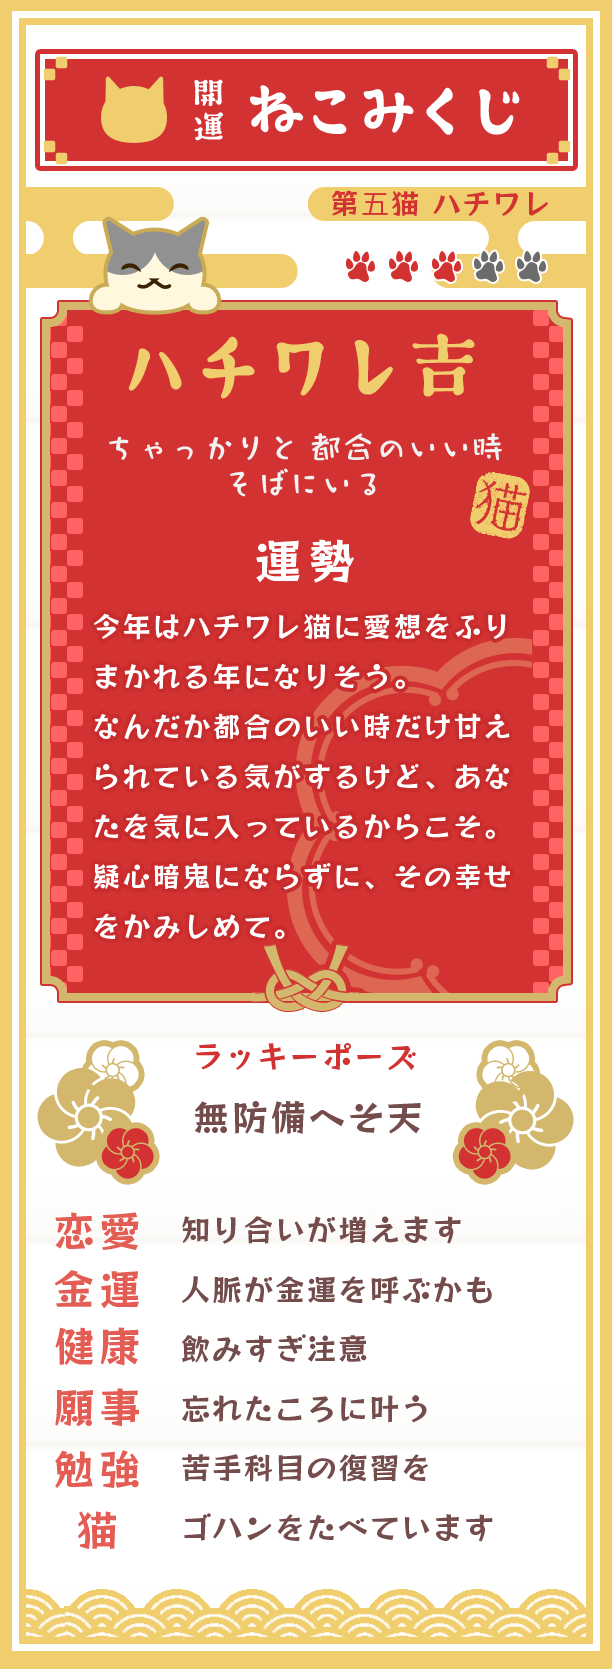 開運 ねこみくじ
第五猫 ハチワレ
ハチワレ吉
ちゃっかりと 都合のいい時
そばにいる
猫
運勢
今年はハチワレ猫に愛想をふり
まかれる年になりそう。
なんだか都合のいい時だけ甘え
られている気がするけど、あな
たを気に入っているからこそ。
疑心暗鬼にならずに、その幸せ
をかみしめて。
ラッキーポーズ
無防備へそ天
恋愛 知り合いが増えます
金運 人脈が金運を呼ぶかも
健康 飲みすぎ注意
願事 忘れたころに叶う
勉強 苦手科目の復習を
猫 ゴハンをたべています